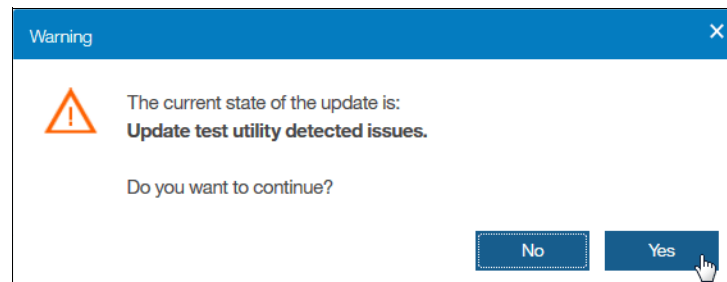 Warning
The current state of the update is:
Update test utility detected issues.
Do you want to continue?
No
Yes